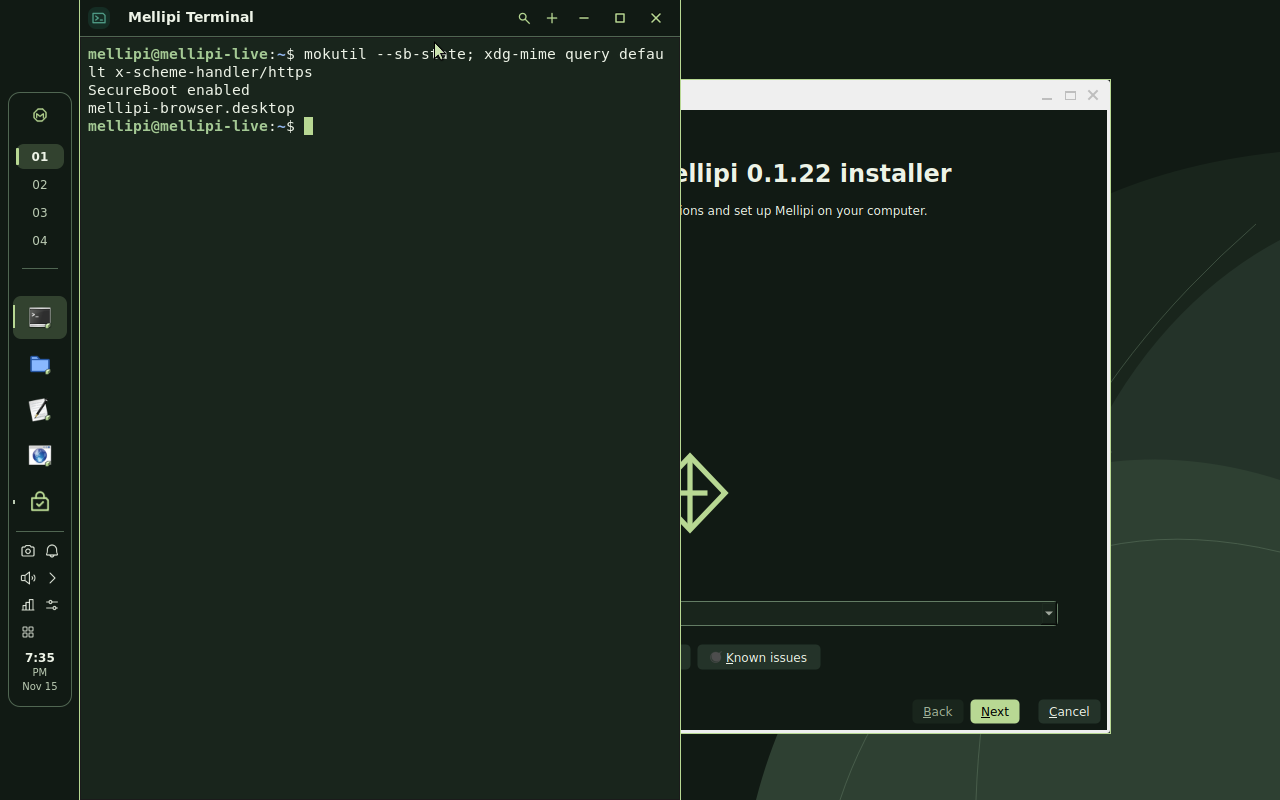 Mellipi Terminal
mellipi@mellipi-live:~$ mokutil --sb-state; xdg-mime query defau
lt x-scheme-handler/https
SecureBoot enabled
mellipi-browser.desktop
mellipi@mellipi-live:~$
01
02
03
04
7:35
PM
Nov 15
ellipi 0.1.22 installer
ions and set up Mellipi on your computer.
Known issues
Back
Next
Cancel